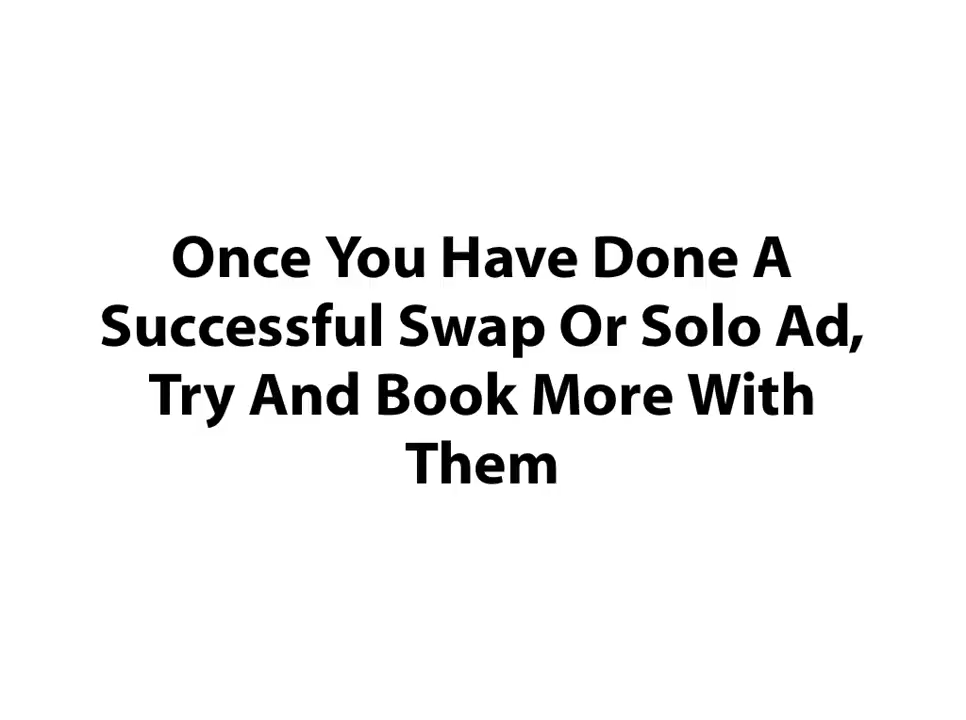 Once You Have Done A
Successful Swap Or Solo Ad,
Try And Book More With
Them